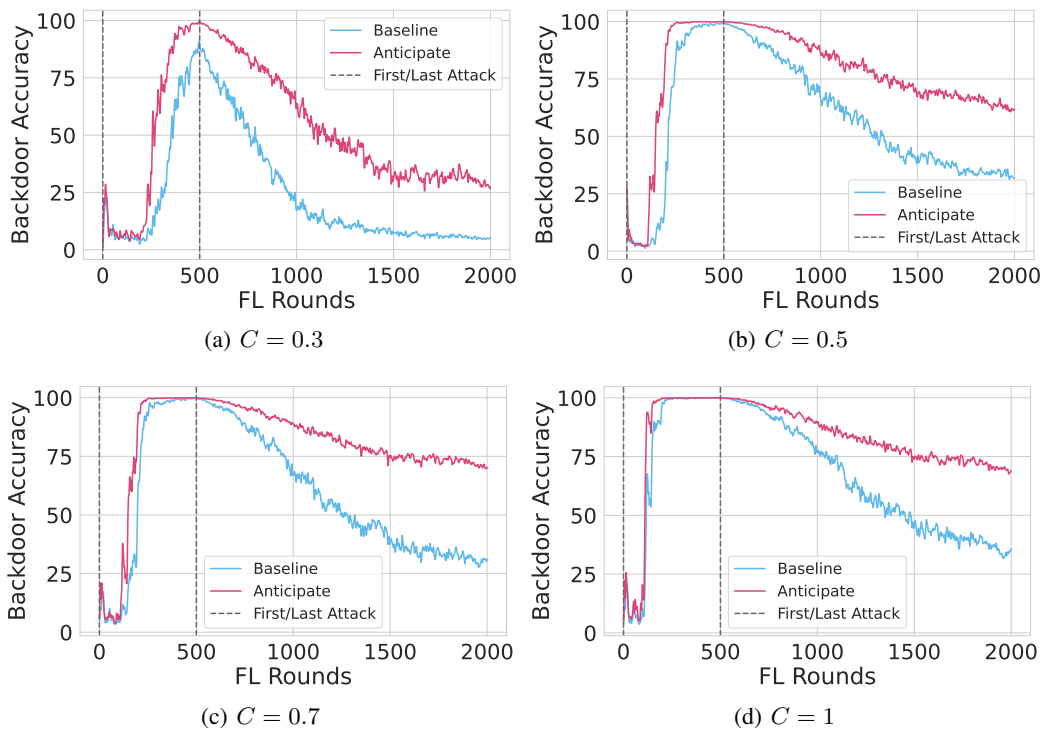 100
75
50
25
0
Backdoor Accuracy
0 500 1000 1500 2000
FL Rounds
Baseline
Anticipate
First/Last Attack
(a) C = 0.3
100
75
50
25
0
Backdoor Accuracy
0 500 1000 1500 2000
FL Rounds
Baseline
Anticipate
First/Last Attack
(b) C = 0.5
100
75
50
25
0
Backdoor Accuracy
0 500 1000 1500 2000
FL Rounds
Baseline
Anticipate
First/Last Attack
(c) C = 0.7
100
75
50
25
0
Backdoor Accuracy
0 500 1000 1500 2000
FL Rounds
Baseline
Anticipate
First/Last Attack
(d) C = 1